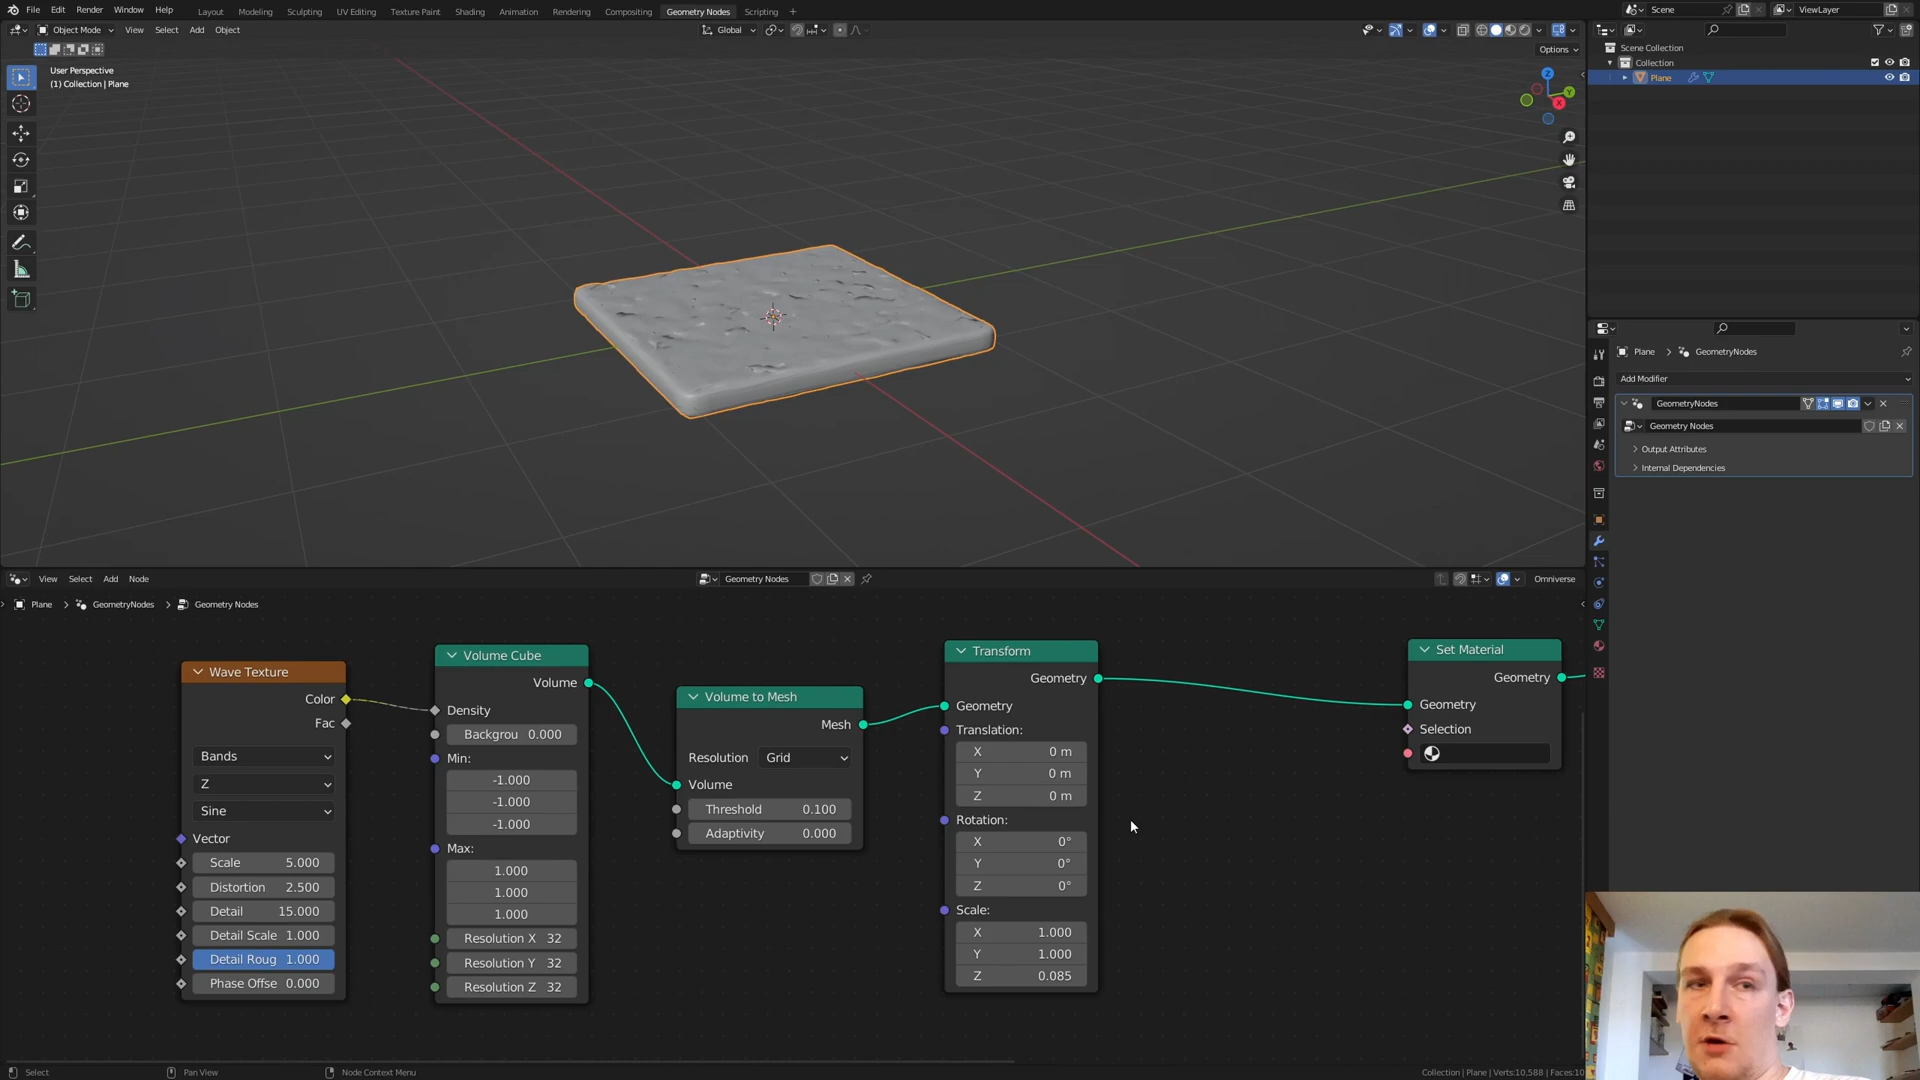 File Edit Render Window Help Layout Modeling Sculpting UV Editing Texture Paint Shading Animation Rendering Compositing Geometry Nodes Scripting + Scene ViewLayer
Object Mode View Select Add Object Global
Options
User Perspective
(1) Collection | Plane
Z
Y
X
Scene Collection
Collection
Plane
Plane > GeometryNodes
Add Modifier
GeometryNodes
Geometry Nodes
Output Attributes
Internal Dependencies
View Select Add Node Geometry Nodes Omniverse
Plane > GeometryNodes > Geometry Nodes
Wave Texture
Color
Fac
Bands
Z
Sine
Vector
Scale 5.000
Distortion 2.500
Detail 15.000
Detail Scale 1.000
Detail Roug 1.000
Phase Offse 0.000
Volume Cube
Volume
Density
Backgrou 0.000
Min:
-1.000
-1.000
-1.000
Max:
1.000
1.000
1.000
Resolution X 32
Resolution Y 32
Resolution Z 32
Volume to Mesh
Mesh
Resolution Grid
Volume
Threshold 0.100
Adaptivity 0.000
Transform
Geometry
Geometry
Translation:
X 0 m
Y 0 m
Z 0 m
Rotation:
X 0°
Y 0°
Z 0°
Scale:
X 1.000
Y 1.000
Z 0.085
Set Material
Geometry
Geometry
Selection
Select Pan View Node Context Menu Collection | Plane | Verts:10,588 | Faces:10